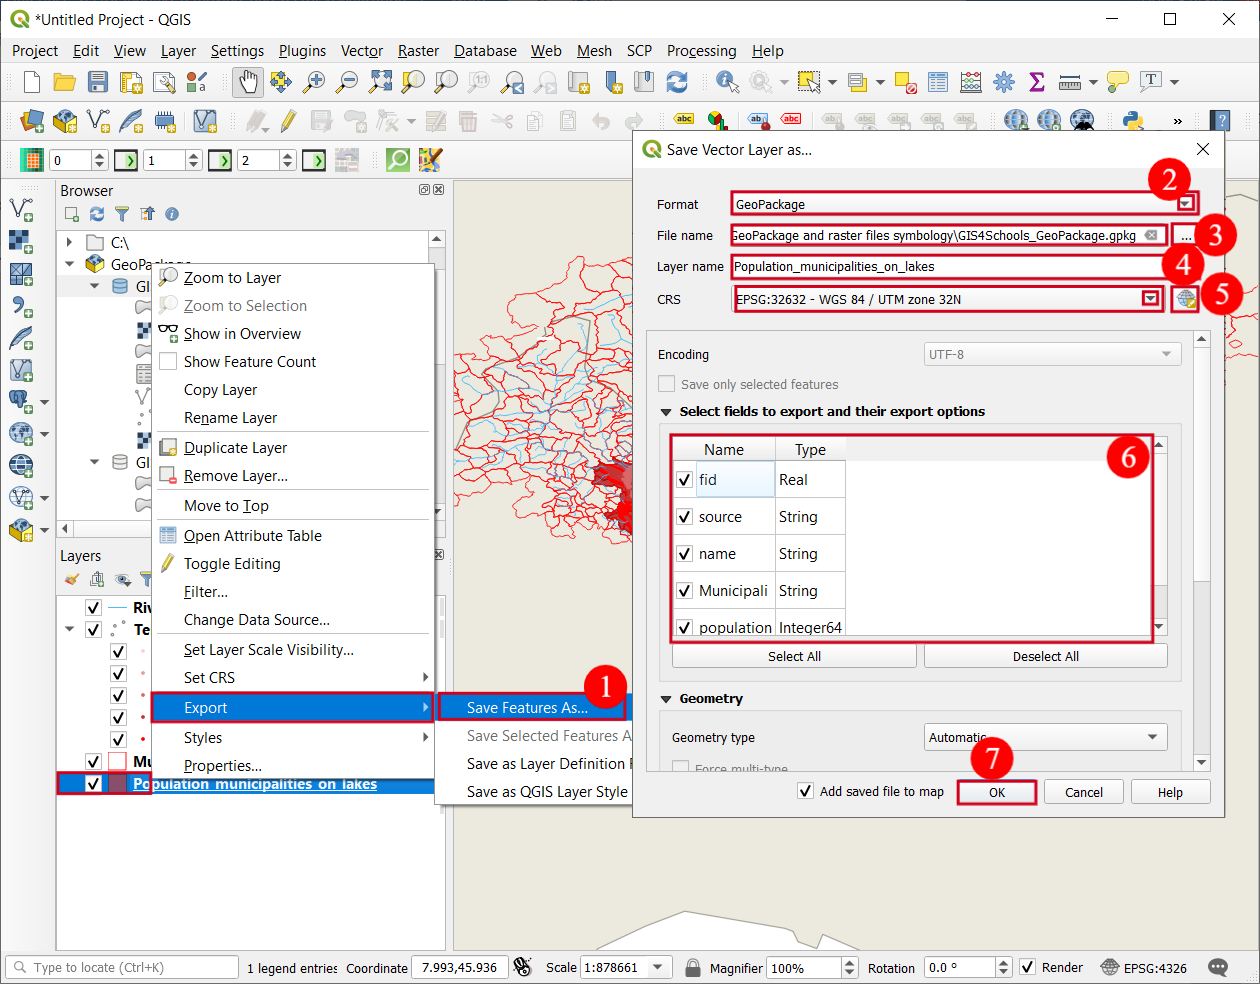 *Untitled Project - QGIS
Project Edit View Layer Settings Plugins Vector Raster Database Web Mesh SCP Processing Help
0 1 2
Browser
C:\
GeoPackage
GI
GI
Zoom to Layer
Zoom to Selection
Show in Overview
Show Feature Count
Copy Layer
Rename Layer
Duplicate Layer
Remove Layer...
Move to Top
Open Attribute Table
Toggle Editing
Filter...
Change Data Source...
Set Layer Scale Visibility...
Set CRS
Export
Styles
Properties...
1
Save Features As...
Save Selected Features A
Save as Layer Definition F
Save as QGIS Layer Style
Layers
Riv
Te
Mu
Population_municipalities_on_lakes
Save Vector Layer as...
2
Format GeoPackage
File name GeoPackage and raster files symbology\GIS4Schools_GeoPackage.gpkg ... 3
Layer name Population_municipalities_on_lakes 4
CRS EPSG:32632 - WGS 84 / UTM zone 32N 5
Encoding UTF-8
Save only selected features
Select fields to export and their export options
Name Type 6
fid Real
source String
name String
Municipali String
population Integer64
Select All Deselect All
Geometry
Geometry type Automatic
7
Force multi-type
Add saved file to map OK Cancel Help
Type to locate (Ctrl+K) 1 legend entries Coordinate 7.993,45.936 Scale 1:878661 Magnifier 100% Rotation 0.0 ° Render EPSG:4326